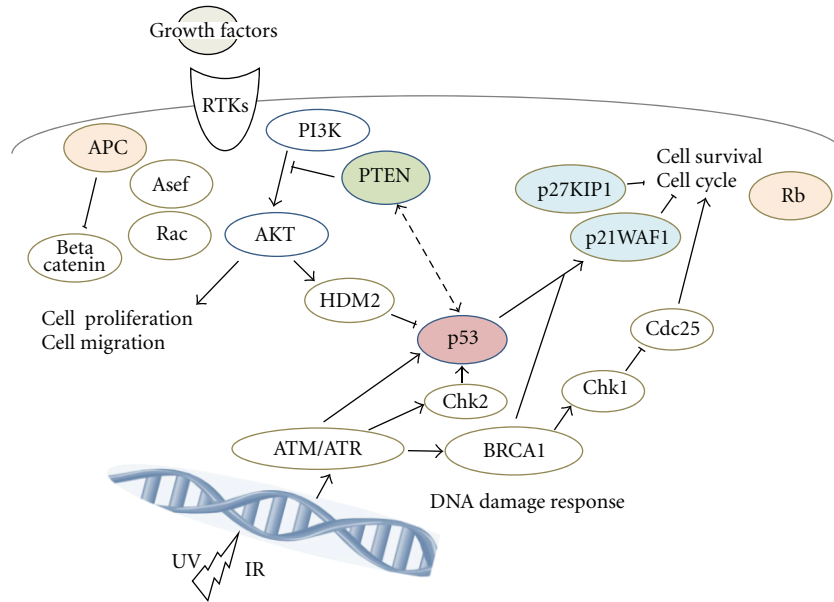 Growth factors
RTKs
PI3K
APC
Asef
PTEN
Cell survival
Cell cycle
p27KIP1
Rb
Rac
AKT
p21WAF1
Beta
catenin
HDM2
Cell proliferation
Cell migration
p53
Cdc25
Chk2
Chk1
ATM/ATR
BRCA1
DNA damage response
UV
IR